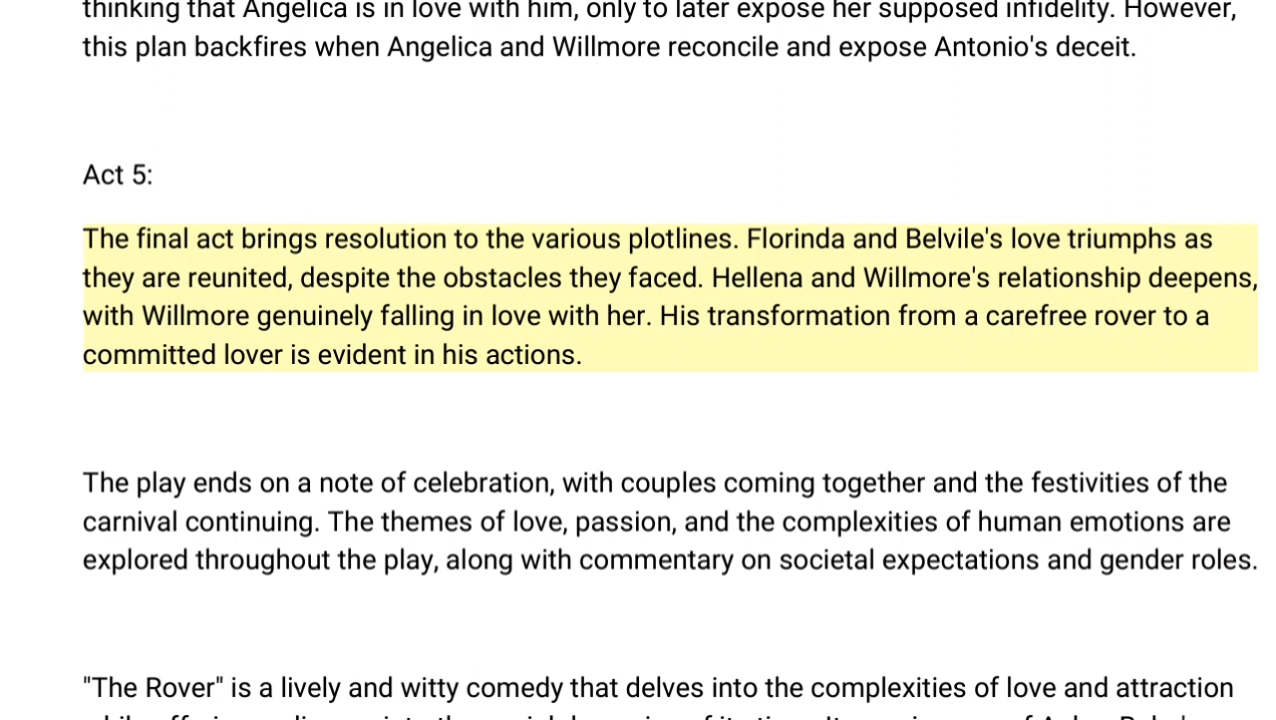 thinking that Angelica is in love with him, only to later expose her supposed infidelity. However,
this plan backfires when Angelica and Willmore reconcile and expose Antonio's deceit.
Act 5:
The final act brings resolution to the various plotlines. Florinda and Belvile's love triumphs as
they are reunited, despite the obstacles they faced. Hellena and Willmore's relationship deepens,
with Willmore genuinely falling in love with her. His transformation from a carefree rover to a
committed lover is evident in his actions.
The play ends on a note of celebration, with couples coming together and the festivities of the
carnival continuing. The themes of love, passion, and the complexities of human emotions are
explored throughout the play, along with commentary on societal expectations and gender roles.
"The Rover" is a lively and witty comedy that delves into the complexities of love and attraction